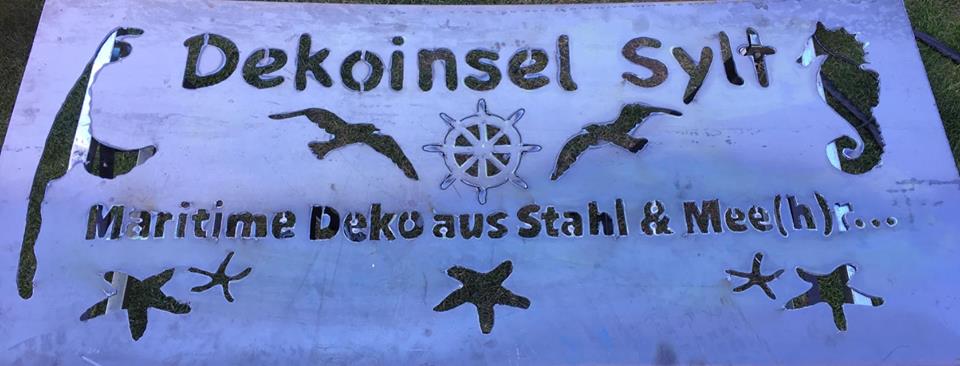 Dekoinsel Sylt
Maritime Deko aus Stahl & Mee(h)r...